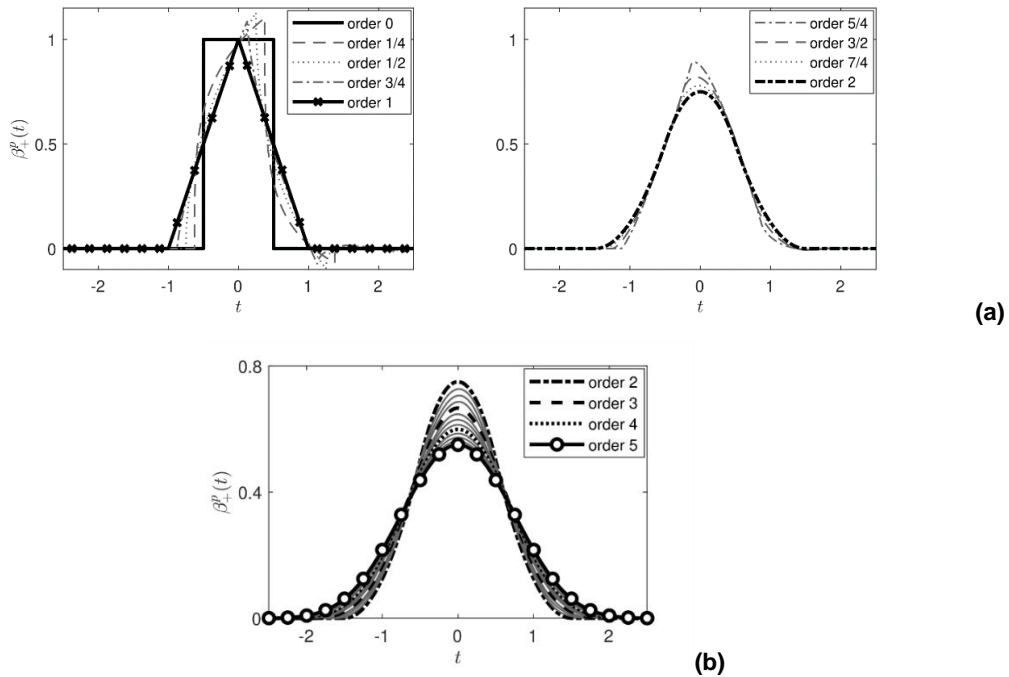 order 0
order 1/4
order 1/2
order 3/4
order 1
1
0.5
0
β₊ᵖ(t)
-2 -1 0 1 2
t
order 5/4
order 3/2
order 7/4
order 2
1
0.5
0
-2 -1 0 1 2
t
(a)
order 2
order 3
order 4
order 5
0.8
0.4
0
β₊ᵖ(t)
-2 -1 0 1 2
t
(b)